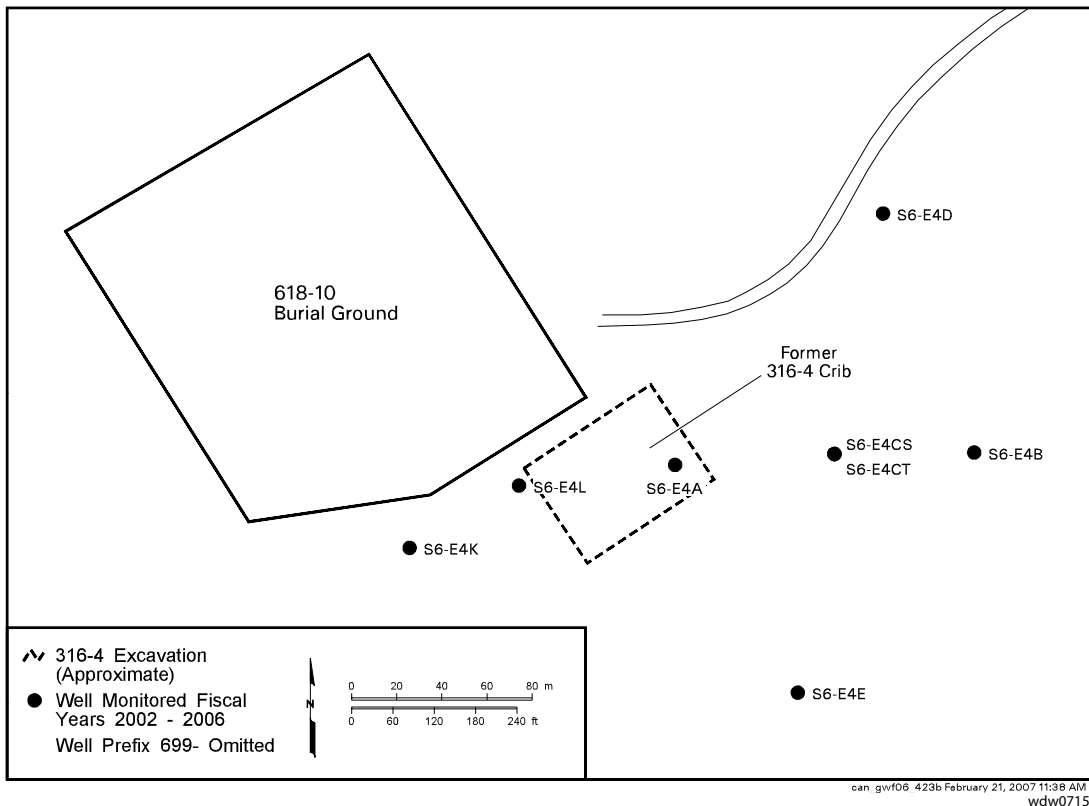 S6-E4D
618-10
Burial Ground
Former
316-4 Crib
S6-E4CS
S6-E4CT
S6-E4B
S6-E4L
S6-E4A
S6-E4K
S6-E4E
316-4 Excavation
(Approximate)
Well Monitored Fiscal
Years 2002 - 2006
Well Prefix 699- Omitted
N
0 20 40 60 80 m
0 60 120 180 240 ft
can_gwf06_423b February 21, 2007 11:38 AM
wdw0715